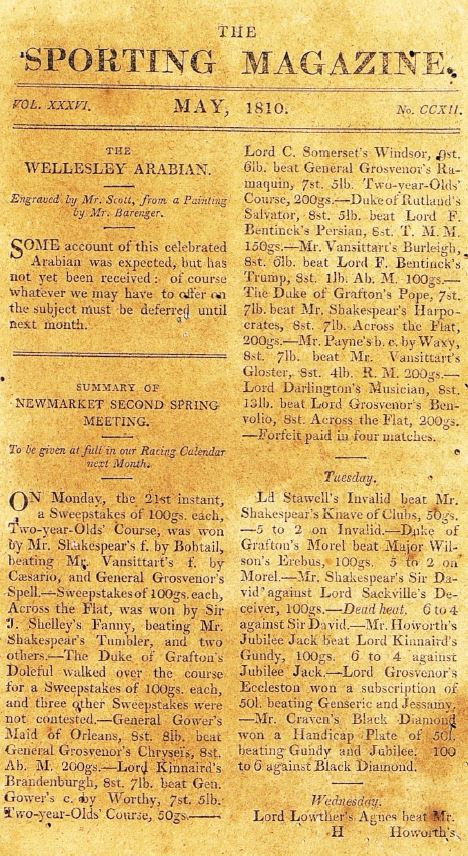 THE
SPORTING MAGAZINE.
VOL. XXXVI. MAY, 1810. No. CCXII.
THE
WELLESLEY ARABIAN.
Engraved by Mr. Scott, from a Painting
by Mr. Barenger.
SOME account of this celebrated
Arabian was expected, but has
not yet been received: of course
whatever we may have to offer on
the subject must be deferred until
next month.
SUMMARY OF
NEWMARKET SECOND SPRING
MEETING.
To be given at full in our Racing Calendar
next Month.
ON Monday, the 21st instant,
a Sweepstakes of 100gs. each,
Two-year-Olds' Course, was won
by Mr. Shakespear's f. by Bobtail,
beating Mr. Vansittart's f. by
Cæsario, and General Grosvenor's
Spell.—Sweepstakes of 100gs. each,
Across the Flat, was won by Sir
J. Shelley's Fanny, beating Mr.
Shakespear's Tumbler, and two
others.—The Duke of Grafton's
Doleful walked over the course
for a Sweepstakes of 100gs. each,
and three other Sweepstakes were
not contested.—General Gower's
Maid of Orleans, 8st. 8lb. beat
General Grosvenor's Chryseis, 8st.
Ab. M. 200gs.—Lord Kinnaird's
Brandenburgh, 8st. 7lb. beat Gen.
Gower's c. by Worthy, 7st. 5lb.
Two-year-Olds' Course, 50gs.—
Lord C. Somerset's Windsor, 9st.
6lb. beat General Grosvenor's Ra-
maquin, 7st. 5lb. Two-year-Olds'
Course, 200gs.—Duke of Rutland's
Salvator, 8st. 5lb. beat Lord F.
Bentinck's Persian, 8st. T. M. M.
150gs.—Mr. Vansittart's Burleigh,
8st. 6lb. beat Lord F. Bentinck's
Trump, 8st. 1lb. Ab. M. 100gs.—
The Duke of Grafton's Pope, 7st.
7lb. beat Mr. Shakespear's Harpo-
crates, 8st. 7lb. Across the Flat,
200gs.—Mr. Payne's b. c. by Waxy,
8st. 7lb. beat Mr. Vansittart's
Gloster, 8st. 4lb. R. M. 200gs.—
Lord Darlington's Musician, 8st.
13lb. beat Lord Grosvenor's Ben-
volio, 8st. Across the Flat, 200gs.
—Forfeit paid in four matches.
Tuesday.
Ld Stawell's Invalid beat Mr.
Shakespear's Knave of Clubs, 50gs.
—5 to 2 on Invalid.—Duke of
Grafton's Morel beat Major Wil-
son's Erebus, 100gs. 5 to 2 on
Morel.—Mr. Shakespear's Sir Da-
vid against Lord Sackville's De-
ceiver, 100gs.—Dead heat. 6 to 4
against Sir David.—Mr. Howorth's
Jubilee Jack beat Lord Kinnaird's
Gundy, 100gs. 6 to 4 against
Jubilee Jack.—Lord Grosvenor's
Eccleston won a subscription of
50l. beating Genseric and Jessamy.
—Mr. Craven's Black Diamond
won a Handicap Plate of 50l.
beating Gundy and Jubilee. 100
to 6 against Black Diamond.
Wednesday.
Lord Lowther's Agnes beat Mr.
H Howorth's